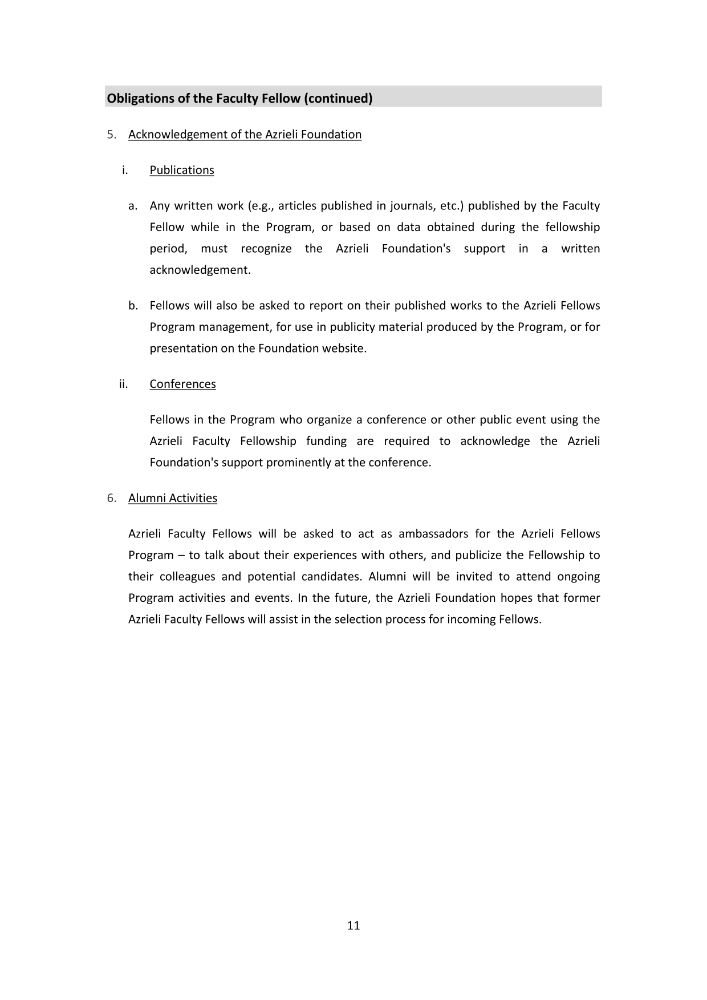 Obligations of the Faculty Fellow (continued)
5. Acknowledgement of the Azrieli Foundation
i. Publications
a. Any written work (e.g., articles published in journals, etc.) published by the Faculty
Fellow while in the Program, or based on data obtained during the fellowship
period, must recognize the Azrieli Foundation's support in a written
acknowledgement.
b. Fellows will also be asked to report on their published works to the Azrieli Fellows
Program management, for use in publicity material produced by the Program, or for
presentation on the Foundation website.
ii. Conferences
Fellows in the Program who organize a conference or other public event using the
Azrieli Faculty Fellowship funding are required to acknowledge the Azrieli
Foundation's support prominently at the conference.
6. Alumni Activities
Azrieli Faculty Fellows will be asked to act as ambassadors for the Azrieli Fellows
Program – to talk about their experiences with others, and publicize the Fellowship to
their colleagues and potential candidates. Alumni will be invited to attend ongoing
Program activities and events. In the future, the Azrieli Foundation hopes that former
Azrieli Faculty Fellows will assist in the selection process for incoming Fellows.
11